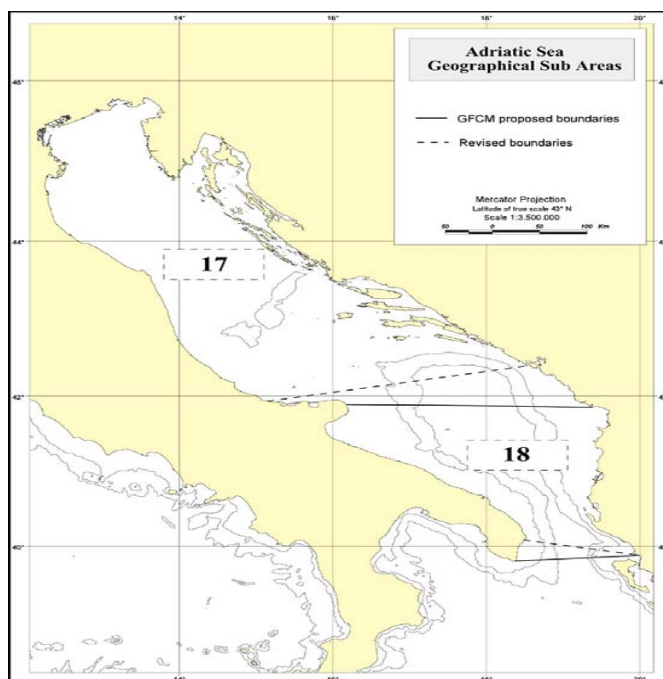 14°
16°
18°
20°
Adriatic Sea
Geographical Sub Areas
GFCM proposed boundaries
Revised boundaries
Mercator Projection
Latitude of true scale 43° N
Scale 1:3.500.000
50 0 50 100 Km
44°
17
42°
18
40°
18°